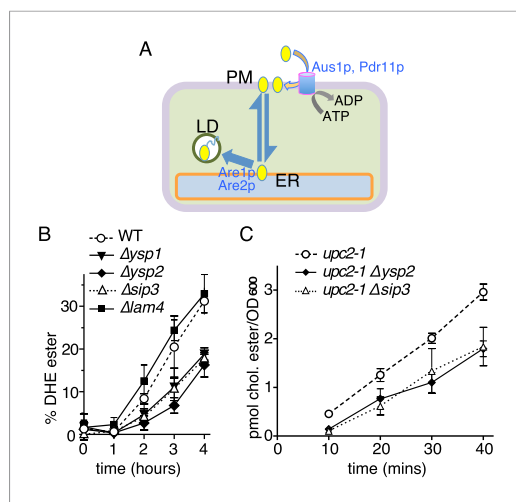 A
Aus1p, Pdr11p
PM
ADP
ATP
LD
Are1p
Are2p
ER
B
WT
Δysp1
Δysp2
Δsip3
Δlam4
% DHE ester
30
20
10
0
0 1 2 3 4
time (hours)
C
upc2-1
upc2-1 Δysp2
upc2-1 Δsip3
pmol chol. ester/OD600
3
2
1
0
10 20 30 40
time (mins)